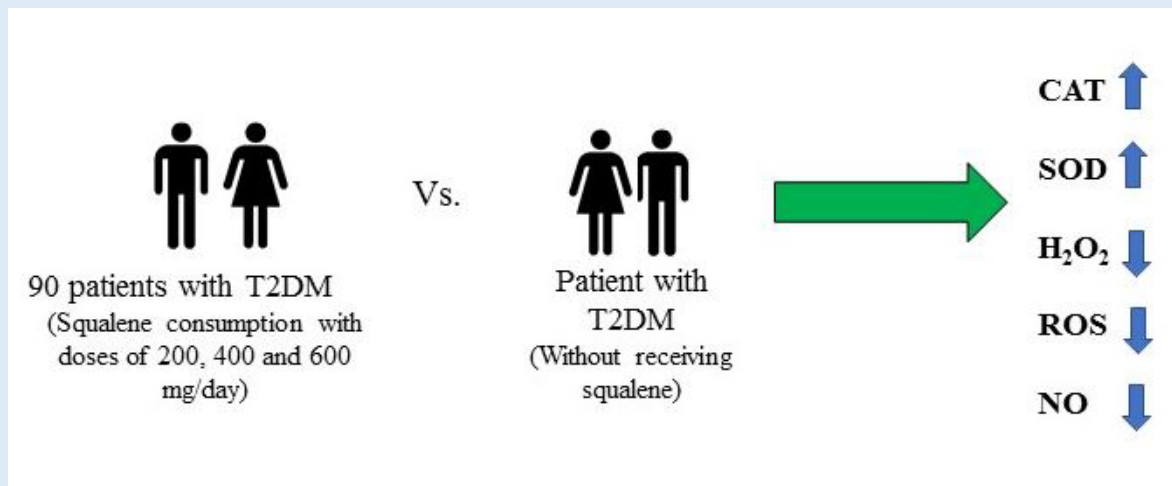 90 patients with T2DM
(Squalene consumption with
doses of 200, 400 and 600
mg/day)
Vs.
Patient with
T2DM
(Without receiving
squalene)
CAT
SOD
H₂O₂
ROS
NO